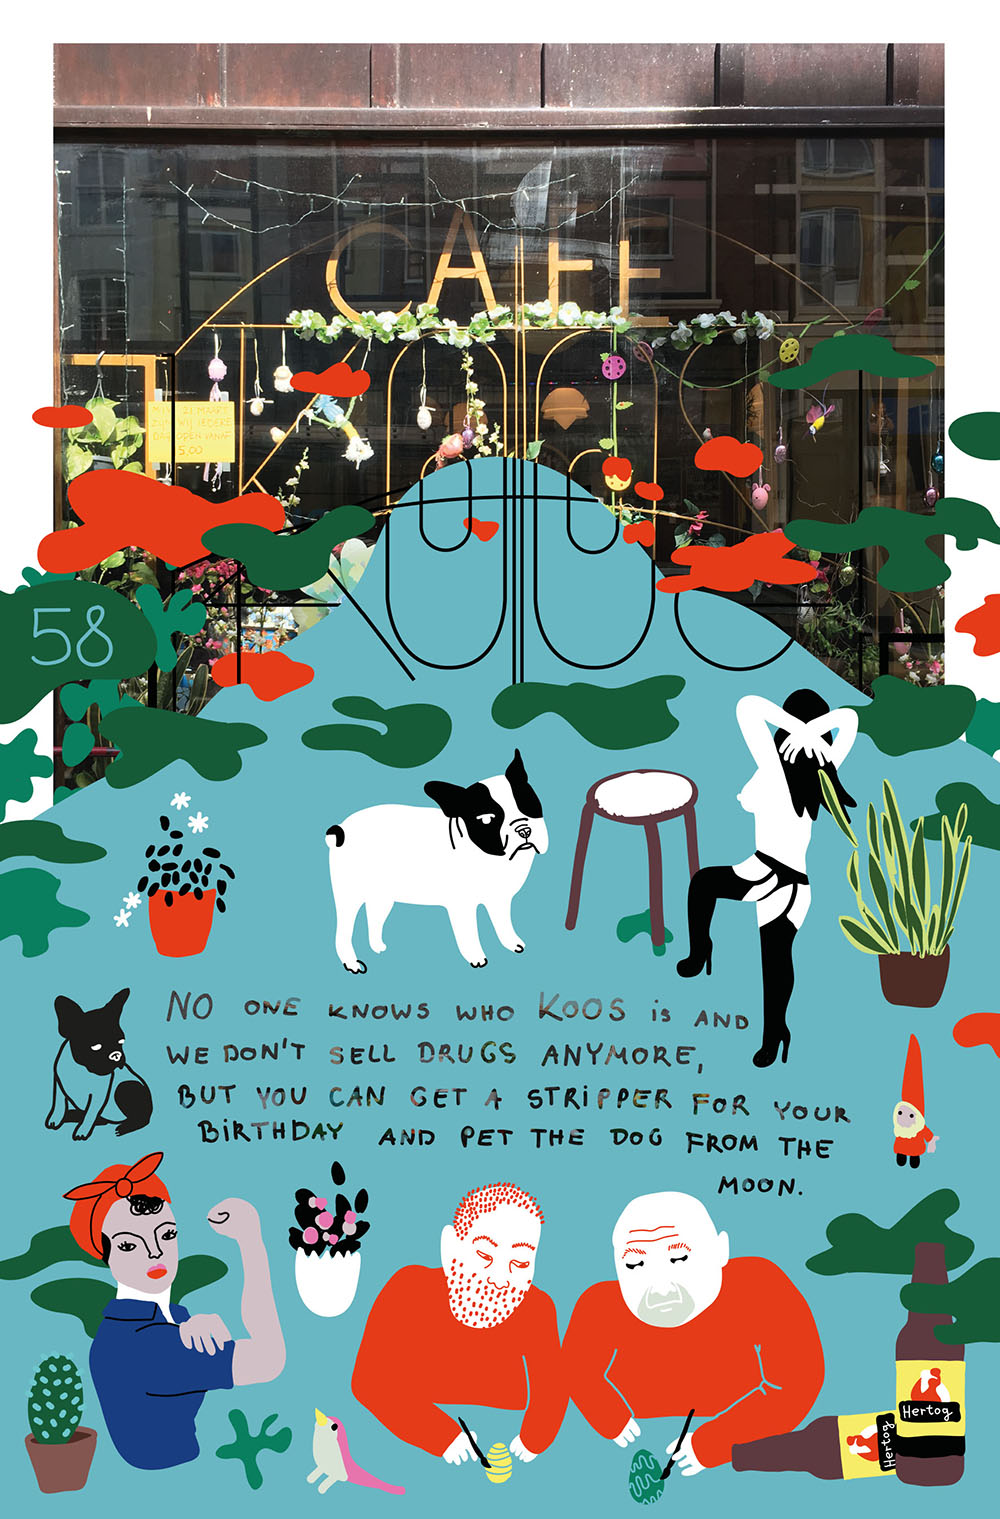 CAFE
KOOS
58
NO ONE KNOWS WHO KOOS is AND
WE DON'T SELL DRUGS ANYMORE,
BUT YOU CAN GET A STRiPPER FOR YOUR
BiRTHDAY AND PET THE DOG FROM THE
MOON.
Hertog
Hertog